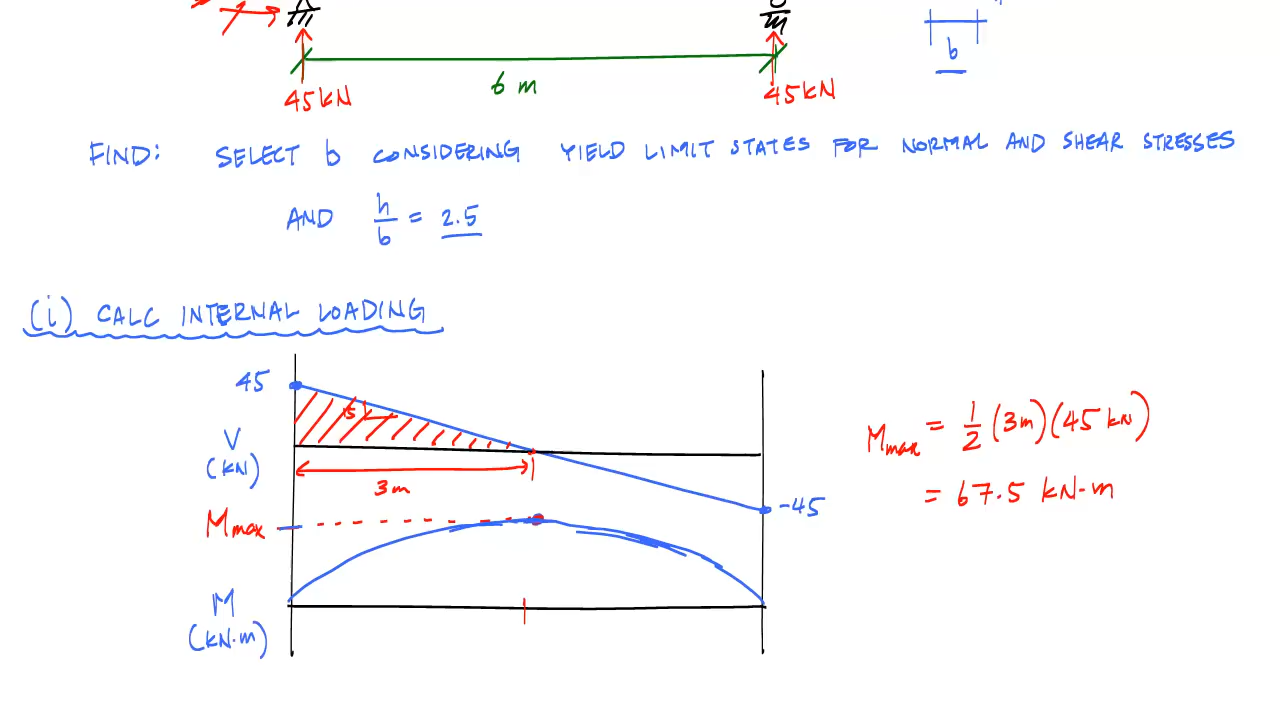 b
6 m
45 kN
45 kN
FIND: SELECT b CONSIDERING YIELD LIMIT STATES FOR NORMAL AND SHEAR STRESSES
AND h/b = 2.5
(i) CALC INTERNAL LOADING
45
V
(kN)
3m
-45
Mmax
M
(kN·m)
Mmax = 1/2 (3m)(45 kN)
= 67.5 kN·m